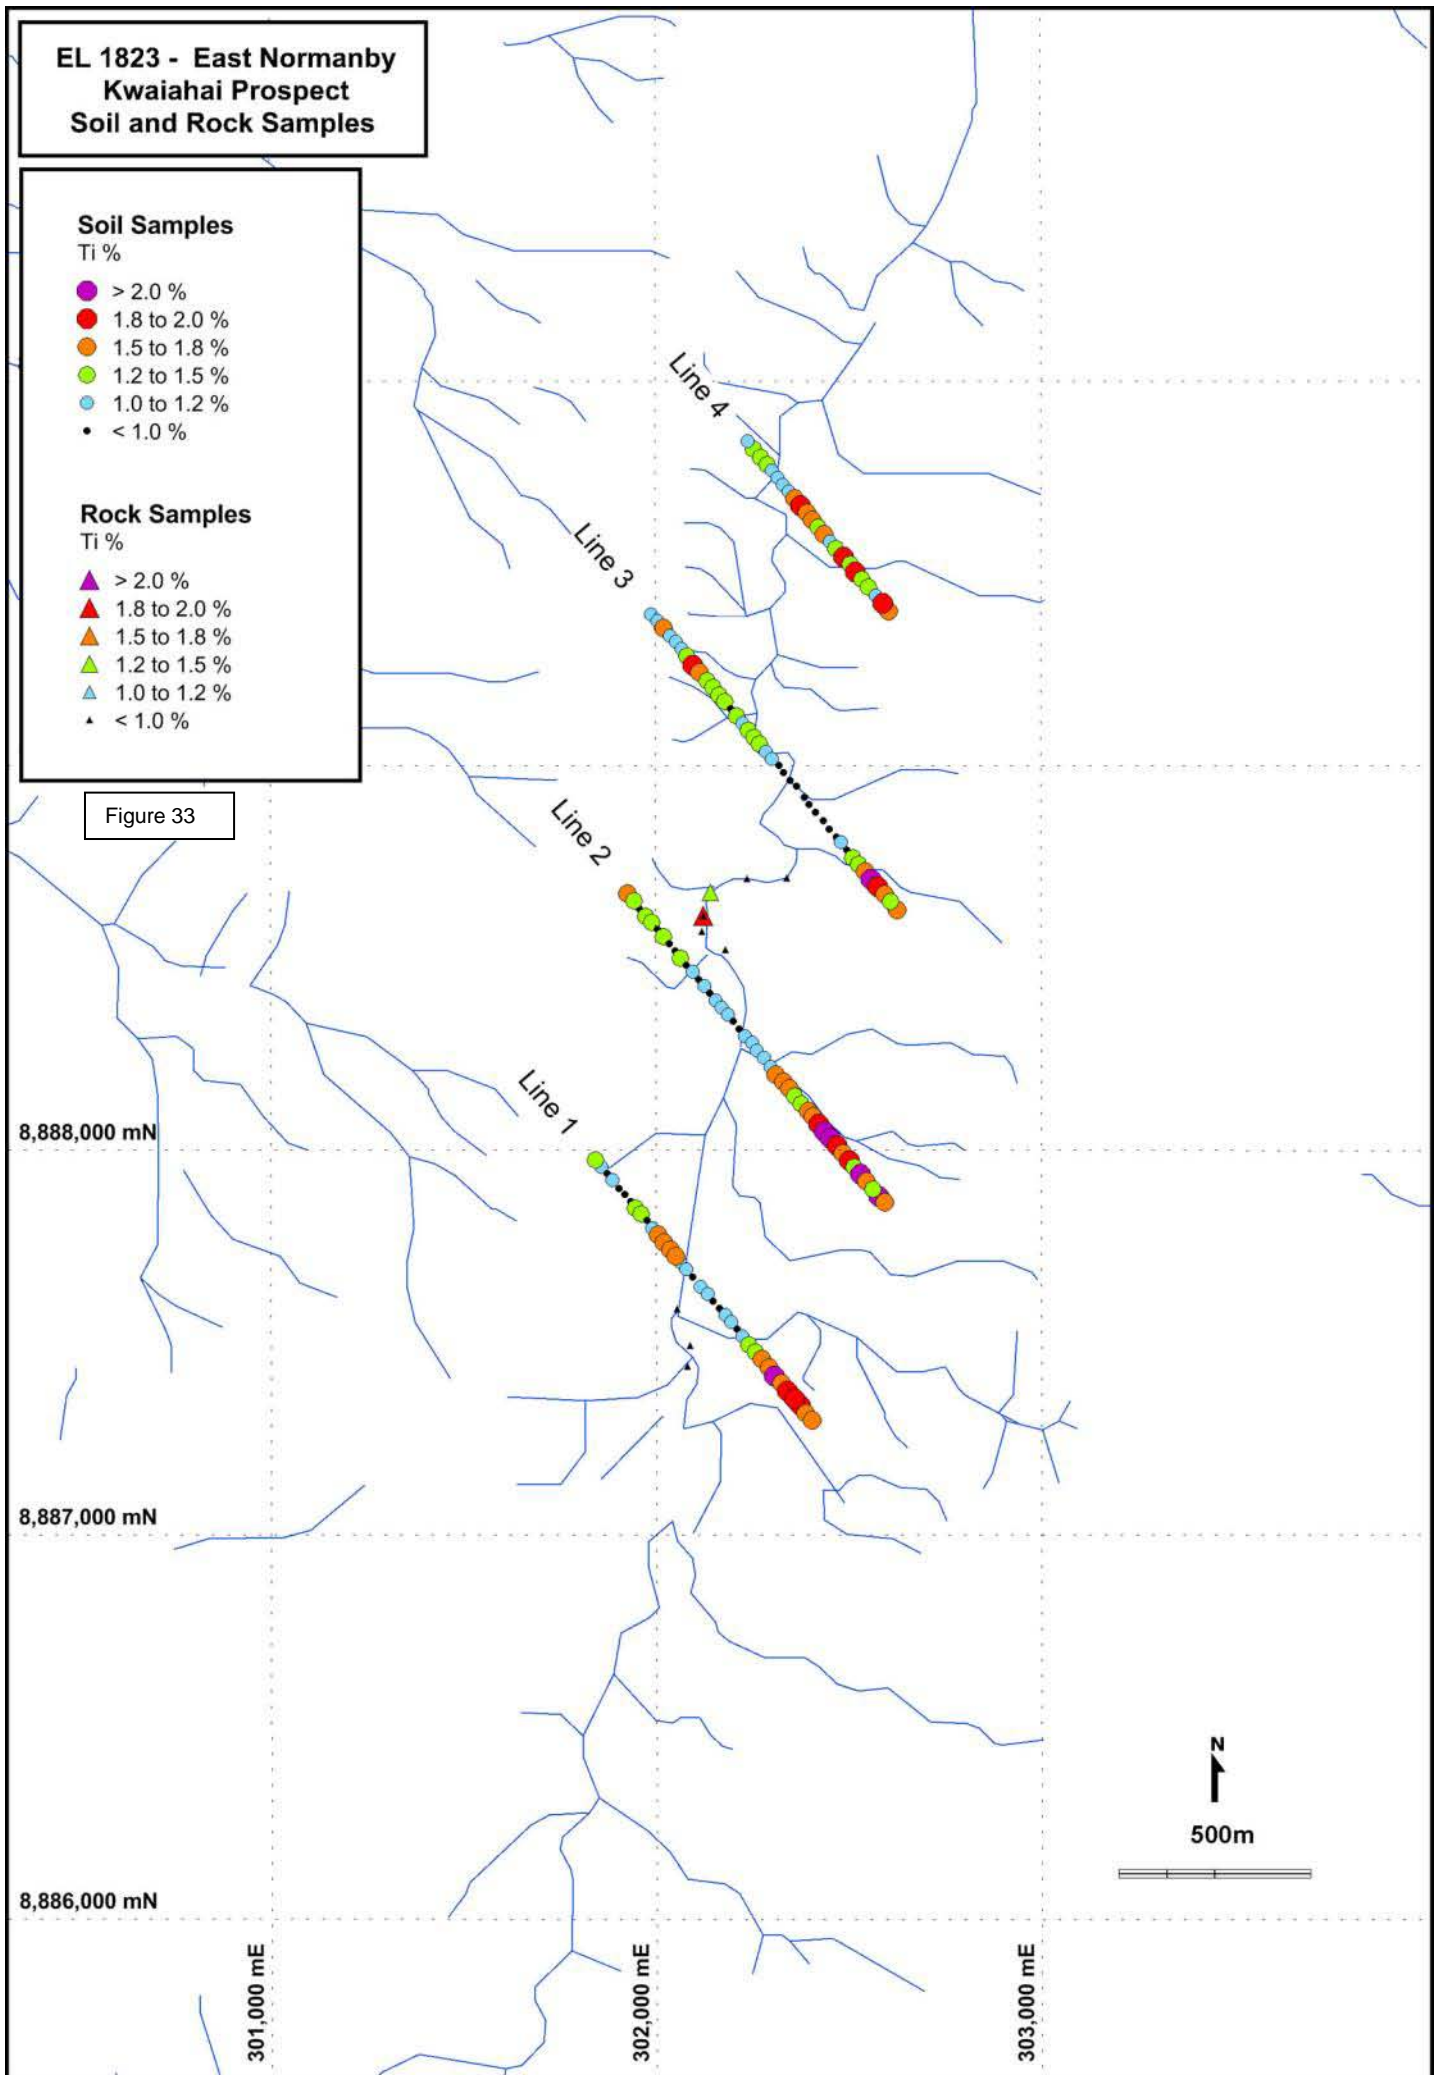 EL 1823 - East Normanby
Kwaiahai Prospect
Soil and Rock Samples
Soil Samples
Ti %
> 2.0 %
1.8 to 2.0 %
1.5 to 1.8 %
1.2 to 1.5 %
1.0 to 1.2 %
< 1.0 %
Rock Samples
Ti %
> 2.0 %
1.8 to 2.0 %
1.5 to 1.8 %
1.2 to 1.5 %
1.0 to 1.2 %
< 1.0 %
Figure 33
Line 4
Line 3
Line 2
Line 1
8,888,000 mN
8,887,000 mN
8,886,000 mN
301,000 mE
302,000 mE
303,000 mE
N
500m